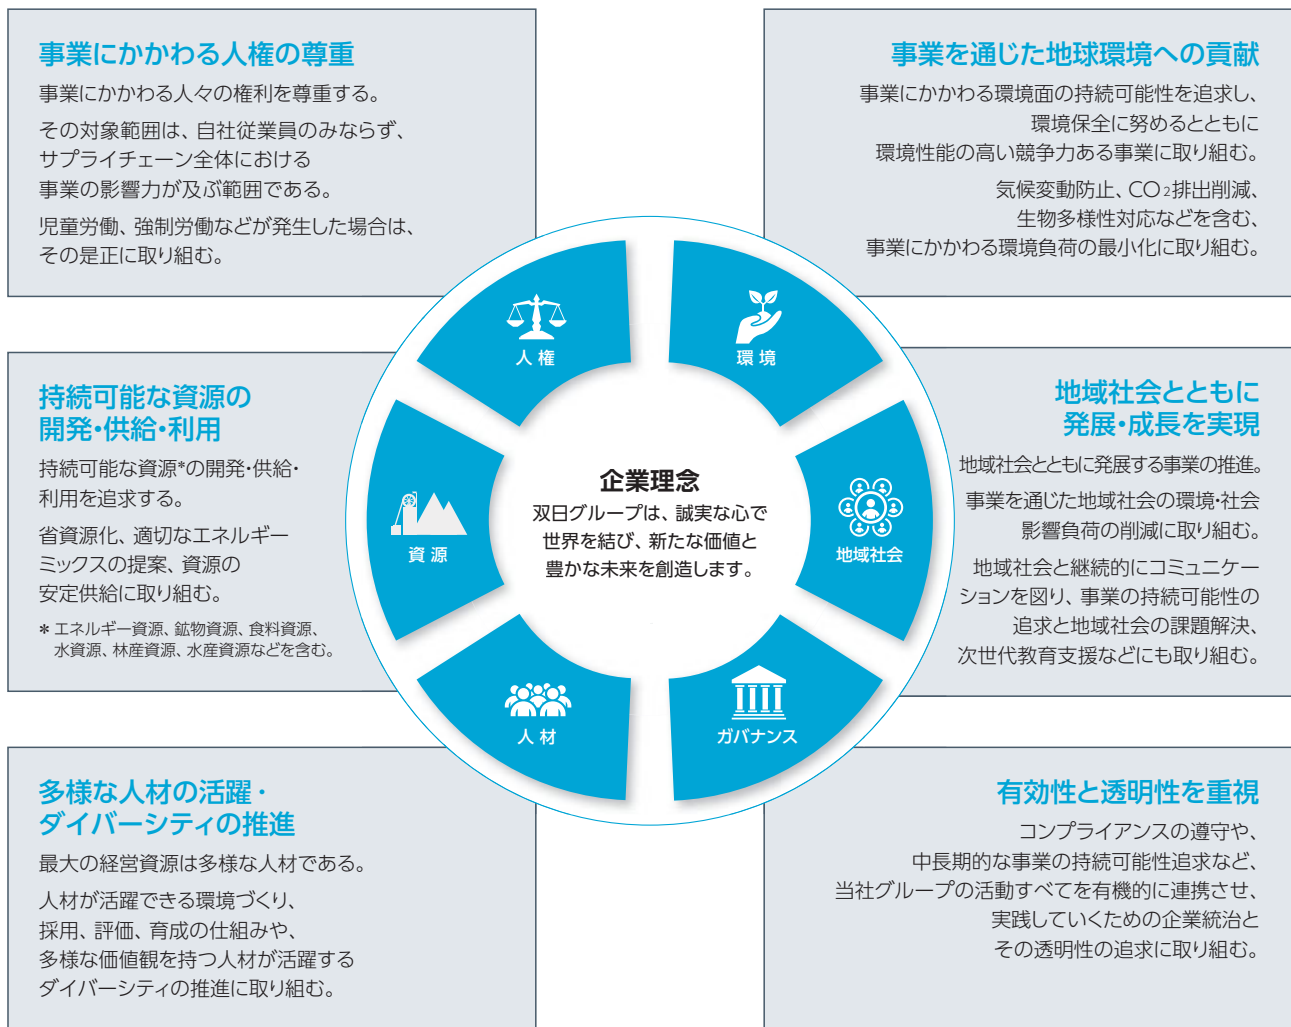 事業にかかわる人権の尊重
事業にかかわる人々の権利を尊重する。
その対象範囲は、自社従業員のみならず、
サプライチェーン全体における
事業の影響力が及ぶ範囲である。
児童労働、強制労働などが発生した場合は、
その是正に取り組む。
事業を通じた地球環境への貢献
事業にかかわる環境面の持続可能性を追求し、
環境保全に努めるとともに
環境性能の高い競争力ある事業に取り組む。
気候変動防止、CO₂排出削減、
生物多様性対応などを含む、
事業にかかわる環境負荷の最小化に取り組む。
持続可能な資源の
開発・供給・利用
持続可能な資源*の開発・供給・
利用を追求する。
省資源化、適切なエネルギー
ミックスの提案、資源の
安定供給に取り組む。
* エネルギー資源、鉱物資源、食料資源、
水資源、林産資源、水産資源などを含む。
人権
環境
資源
地域社会
人材
ガバナンス
企業理念
双日グループは、誠実な心で
世界を結び、新たな価値と
豊かな未来を創造します。
地域社会とともに
発展・成長を実現
地域社会とともに発展する事業の推進。
事業を通じた地域社会の環境・社会
影響負荷の削減に取り組む。
地域社会と継続的にコミュニケー
ションを図り、事業の持続可能性の
追求と地域社会の課題解決、
次世代教育支援などにも取り組む。
多様な人材の活躍・
ダイバーシティの推進
最大の経営資源は多様な人材である。
人材が活躍できる環境づくり、
採用、評価、育成の仕組みや、
多様な価値観を持つ人材が活躍する
ダイバーシティの推進に取り組む。
有効性と透明性を重視
コンプライアンスの遵守や、
中長期的な事業の持続可能性追求など、
当社グループの活動すべてを有機的に連携させ、
実践していくための企業統治と
その透明性の追求に取り組む。